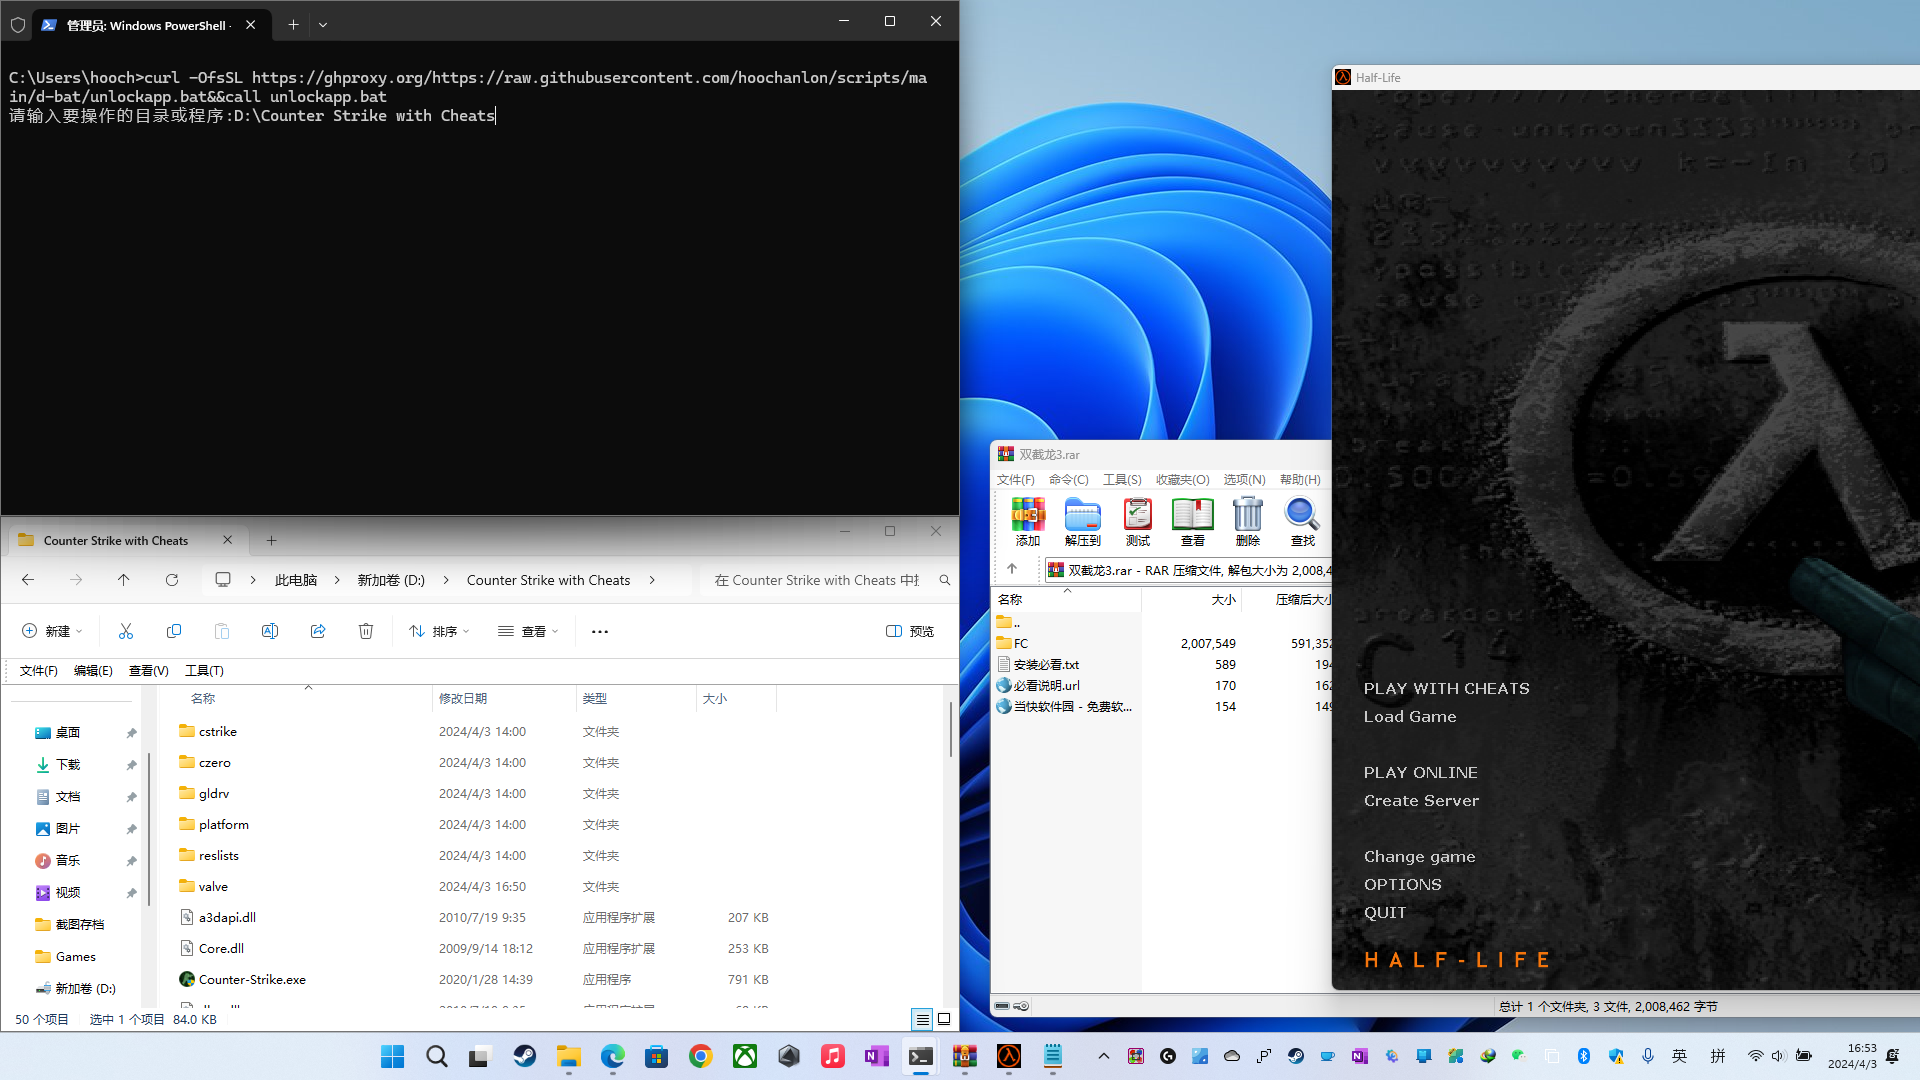 管理员: Windows PowerShell
C:\Users\hooch>curl -OfsSL https://ghproxy.org/https://raw.githubusercontent.com/hoochanlon/scripts/ma
in/d-bat/unlockapp.bat&&call unlockapp.bat
请输入要操作的目录或程序:D:\Counter Strike with Cheats
Counter Strike with Cheats
此电脑 新加卷 (D:) Counter Strike with Cheats
在 Counter Strike with Cheats 中
新建 排序 查看 ... 预览
文件(F) 编辑(E) 查看(V) 工具(T)
名称 修改日期 类型 大小
桌面
下载
文档
图片
音乐
视频
截图存档
Games
新加卷 (D:)
cstrike 2024/4/3 14:00 文件夹
czero 2024/4/3 14:00 文件夹
gldrv 2024/4/3 14:00 文件夹
platform 2024/4/3 14:00 文件夹
reslists 2024/4/3 14:00 文件夹
valve 2024/4/3 16:50 文件夹
a3dapi.dll 2010/7/19 9:35 应用程序扩展 207 KB
Core.dll 2009/9/14 18:12 应用程序扩展 253 KB
Counter-Strike.exe 2020/1/28 14:39 应用程序 791 KB
50 个项目 选中 1 个项目 84.0 KB
双截龙3.rar
文件(F) 命令(C) 工具(S) 收藏夹(O) 选项(N) 帮助(H)
添加 解压到 测试 查看 删除 查找
双截龙3.rar - RAR 压缩文件, 解包大小为 2,008,4
名称 大小 压缩后大小
..
FC 2,007,549 591,352
安装必看.txt 589 194
必看说明.url 170 162
当快软件园 - 免费软... 154 149
总计 1 个文件夹, 3 文件, 2,008,462 字节
Half-Life
PLAY WITH CHEATS
Load Game
PLAY ONLINE
Create Server
Change game
OPTIONS
QUIT
HALF-LIFE
英 拼
16:53
2024/4/3